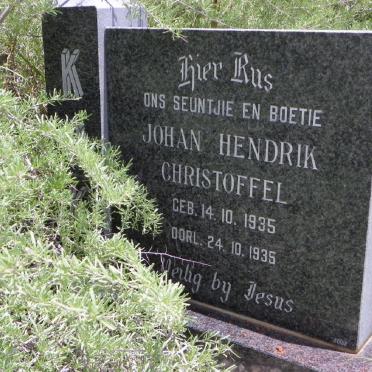 K
Hier Rus
ONS SEUNTJIE EN BOETIE
JOHAN HENDRIK
CHRISTOFFEL
GEB. 14.10.1935
OORL. 24.10.1935
Veilig by Jesus